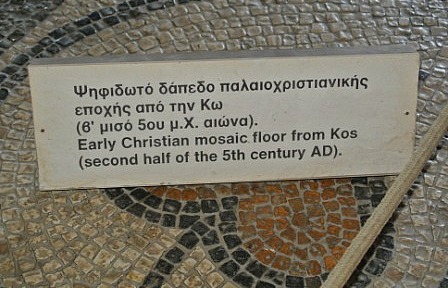 Ψηφιδωτό δάπεδο παλαιοχριστιανικής
εποχής από την Κω
(β' μισό 5ου μ.Χ. αιώνα).
Early Christian mosaic floor from Kos
(second half of the 5th century AD).